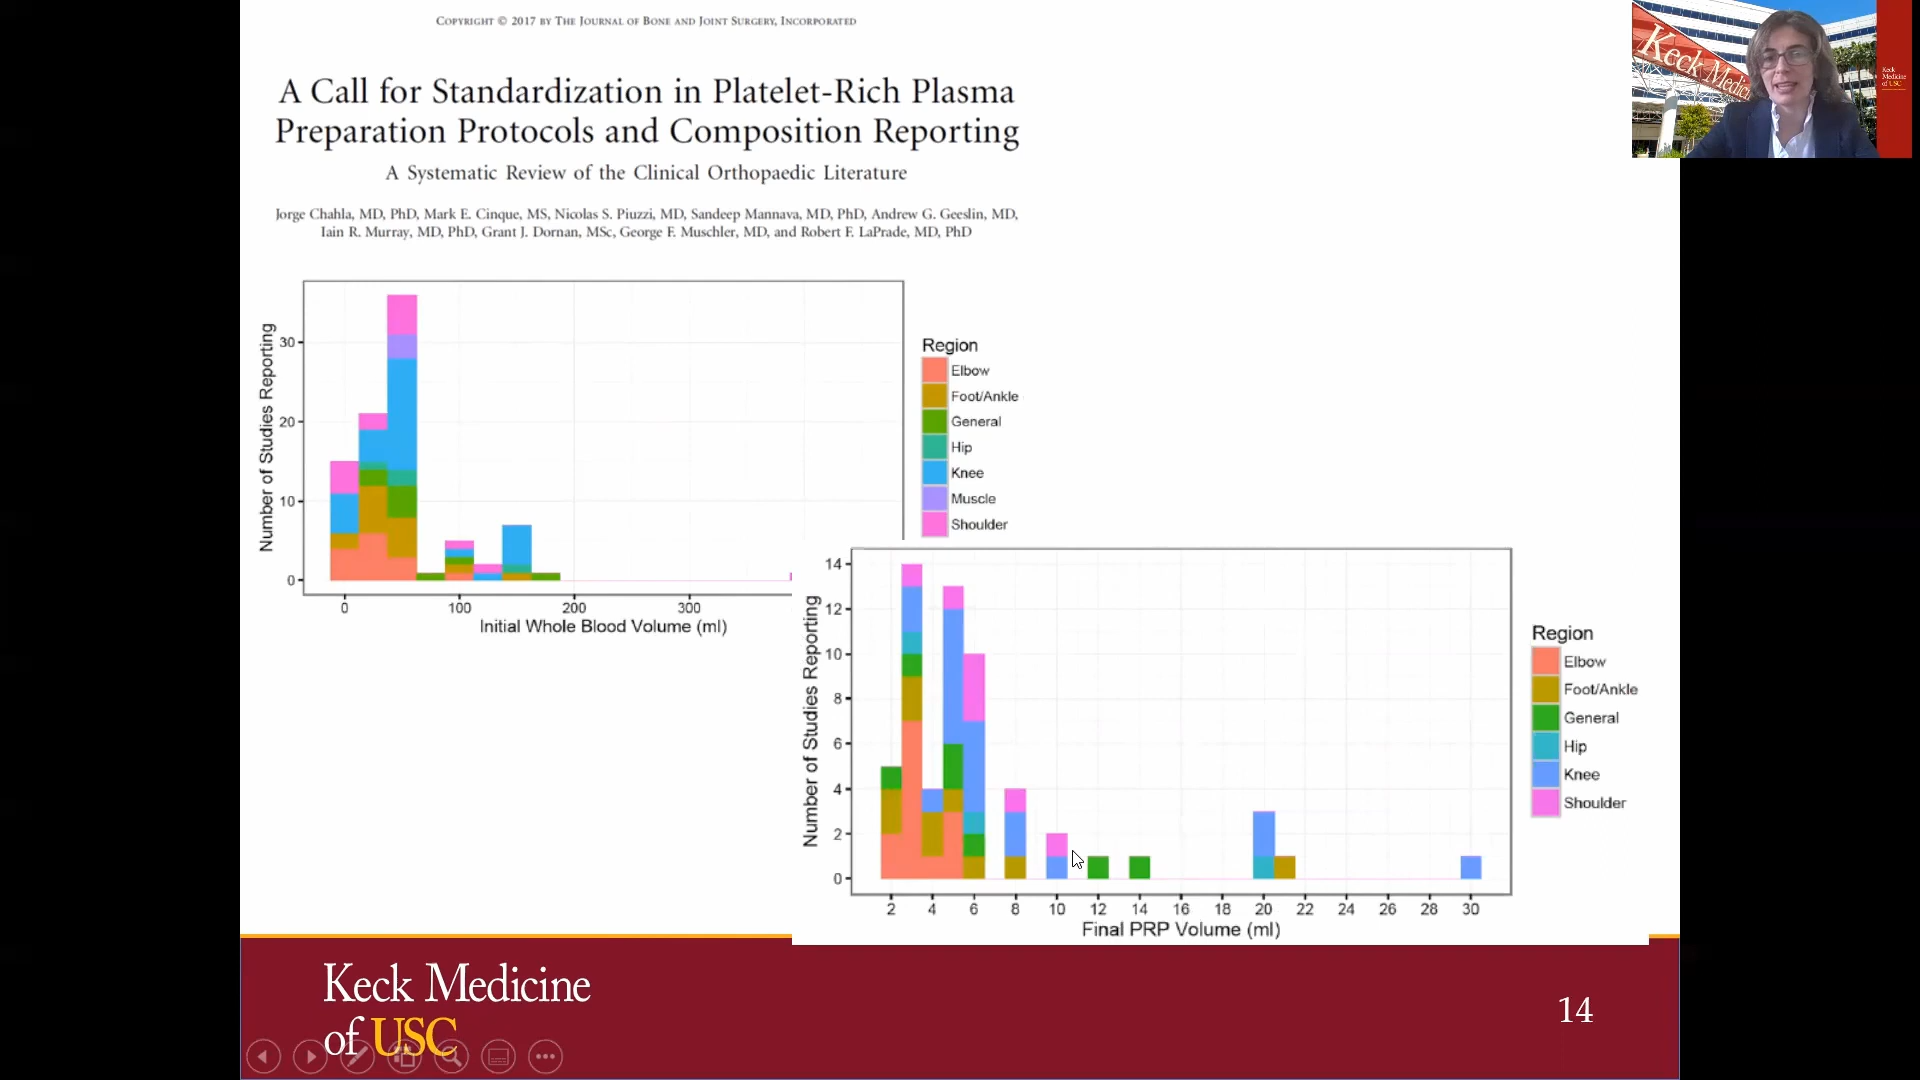 COPYRIGHT © 2017 BY THE JOURNAL OF BONE AND JOINT SURGERY, INCORPORATED
A Call for Standardization in Platelet-Rich Plasma
Preparation Protocols and Composition Reporting
A Systematic Review of the Clinical Orthopaedic Literature
Jorge Chahla, MD, PhD, Mark E. Cinque, MS, Nicolas S. Piuzzi, MD, Sandeep Mannava, MD, PhD, Andrew G. Geeslin, MD,
Iain R. Murray, MD, PhD, Grant J. Dornan, MSc, George F. Muschler, MD, and Robert F. LaPrade, MD, PhD
Keck Medici
Keck
Medicine
of USC
Number of Studies Reporting
30
20
10
0
0 100 200 300
Initial Whole Blood Volume (ml)
Region
Elbow
Foot/Ankle
General
Hip
Knee
Muscle
Shoulder
Number of Studies Reporting
14
12
10
8
6
4
2
0
2 4 6 8 10 12 14 16 18 20 22 24 26 28 30
Final PRP Volume (ml)
Region
Elbow
Foot/Ankle
General
Hip
Knee
Shoulder
Keck Medicine
of USC
14